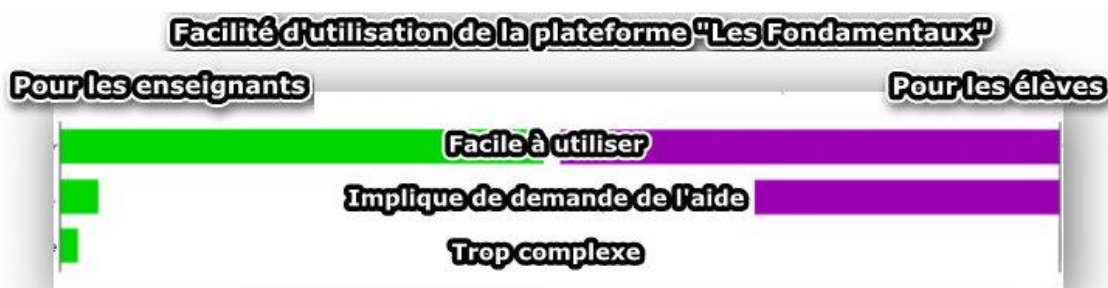 Facilité d'utilisation de la plateforme "Les Fondamentaux"
Pour les enseignants
Pour les élèves
Facile à utiliser
Implique de demande de l'aide
Trop complexe